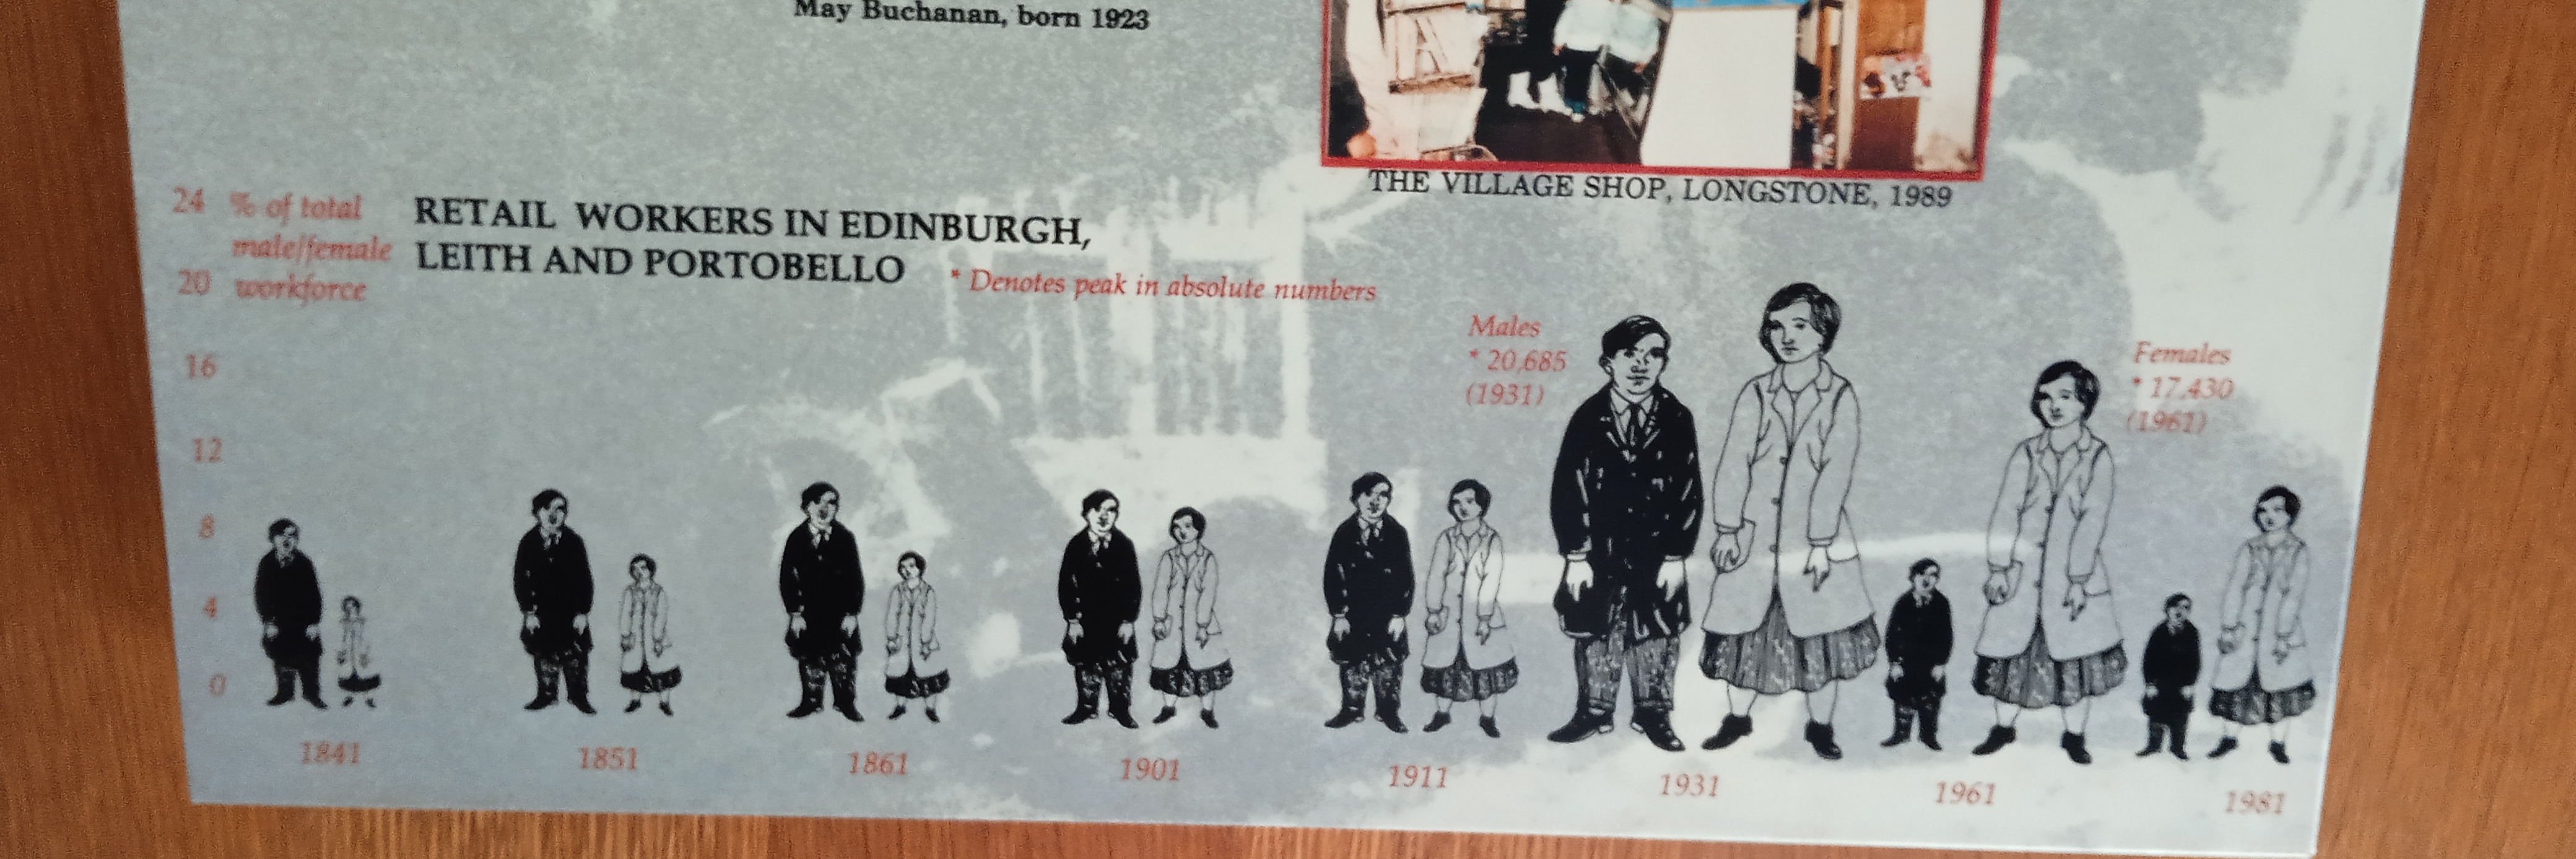 May Buchanan, born 1923
THE VILLAGE SHOP, LONGSTONE, 1989
RETAIL WORKERS IN EDINBURGH,
LEITH AND PORTOBELLO
* Denotes peak in absolute numbers
24 % of total
male/female
20 workforce
16
12
8
4
0
Males
* 20,685
(1931)
Females
* 17,430
(1961)
1841 1851 1861 1901 1911 1931 1961 1981